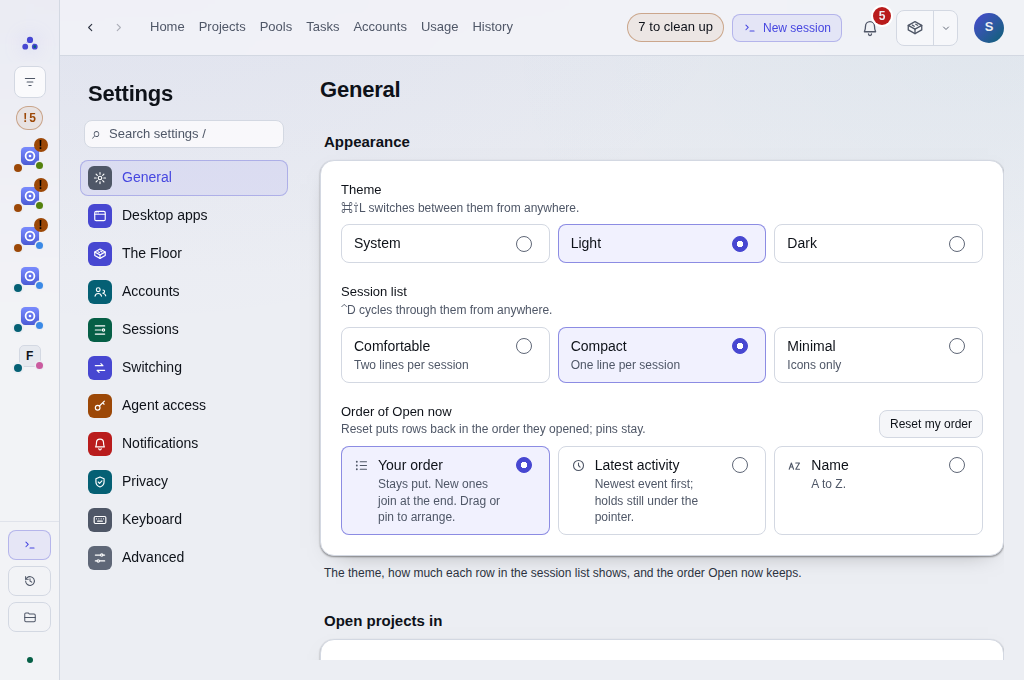 Home Projects Pools Tasks Accounts Usage History
7 to clean up
New session
5
S
!5
!
!
!
F
Settings
Search settings /
General
Desktop apps
The Floor
Accounts
Sessions
Switching
Agent access
Notifications
Privacy
Keyboard
Advanced
General
Appearance
Theme
⌘⇧L switches between them from anywhere.
System
Light
Dark
Session list
^D cycles through them from anywhere.
Comfortable
Two lines per session
Compact
One line per session
Minimal
Icons only
Order of Open now
Reset puts rows back in the order they opened; pins stay.
Reset my order
Your order
Stays put. New ones
join at the end. Drag or
pin to arrange.
Latest activity
Newest event first;
holds still under the
pointer.
AZ
Name
A to Z.
The theme, how much each row in the session list shows, and the order Open now keeps.
Open projects in